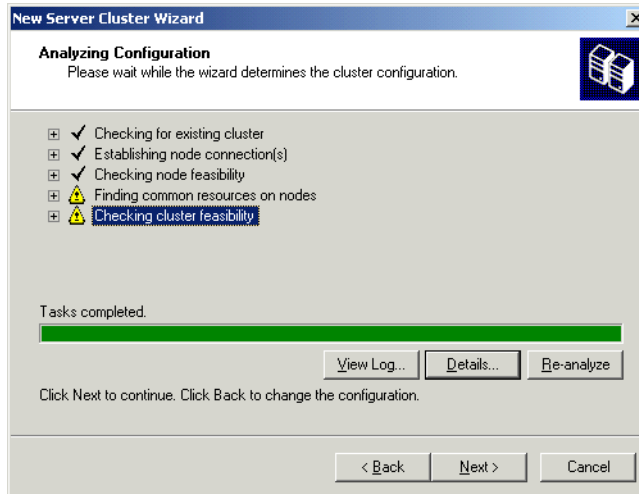 New Server Cluster Wizard
Analyzing Configuration
Please wait while the wizard determines the cluster configuration.
Checking for existing cluster
Establishing node connection(s)
Checking node feasibility
Finding common resources on nodes
Checking cluster feasibility
Tasks completed.
View Log... Details... Re-analyze
Click Next to continue. Click Back to change the configuration.
< Back Next > Cancel